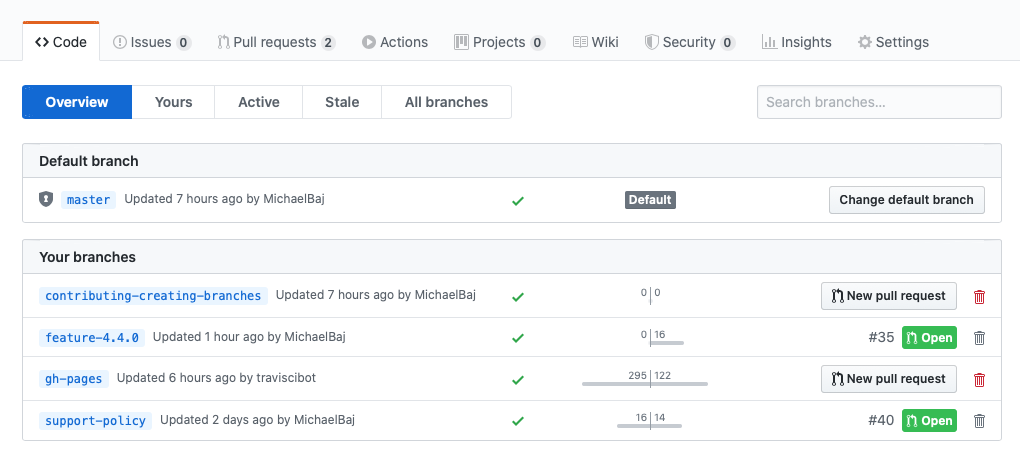 <> Code Issues 0 Pull requests 2 Actions Projects 0 Wiki Security 0 Insights Settings
Overview Yours Active Stale All branches Search branches...
Default branch
master Updated 7 hours ago by MichaelBaj Default Change default branch
Your branches
contributing-creating-branches Updated 7 hours ago by MichaelBaj 0 0 New pull request
feature-4.4.0 Updated 1 hour ago by MichaelBaj 0 16 #35 Open
gh-pages Updated 6 hours ago by traviscibot 295 122 New pull request
support-policy Updated 2 days ago by MichaelBaj 16 14 #40 Open